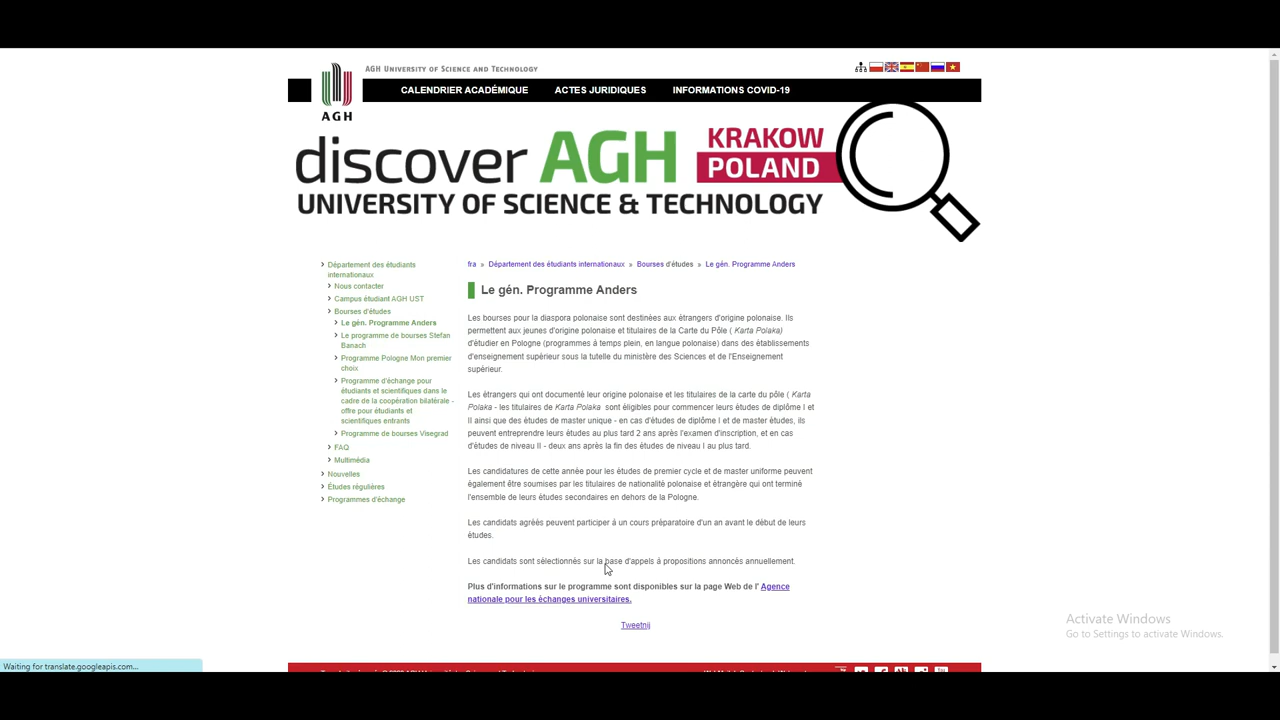 AGH University of Science and Technology
CALENDRIER ACADÉMIQUE ACTES JURIDIQUES INFORMATIONS COVID-19
AGH
discover AGH KRAKOW POLAND
UNIVERSITY OF SCIENCE & TECHNOLOGY
Département des étudiants
internationaux
Nous contacter
Campus étudiant AGH UST
Bourses d'études
Le gén. Programme Anders
Le programme de bourses Stefan
Banach
Programme Pologne Mon premier
choix
Programme d'échange pour
étudiants et scientifiques dans le
cadre de la coopération bilatérale -
offre pour étudiants et
scientifiques entrants
Programme de bourses Visegrad
FAQ
Multimédia
Nouvelles
Études régulières
Programmes d'échange
fra » Département des étudiants internationaux » Bourses d'études » Le gén. Programme Anders
Le gén. Programme Anders
Les bourses pour la diaspora polonaise sont destinées aux étrangers d'origine polonaise. Ils
permettent aux jeunes d'origine polonaise et titulaires de la Carte du Pôle ( Karta Polaka)
d'étudier en Pologne (programmes à temps plein, en langue polonaise) dans des établissements
d'enseignement supérieur sous la tutelle du ministère des Sciences et de l'Enseignement
supérieur.
Les étrangers qui ont documenté leur origine polonaise et les titulaires de la carte du pôle ( Karta
Polaka - les titulaires de Karta Polaka sont éligibles pour commencer leurs études de diplôme I et
II ainsi que des études de master unique - en cas d'études de diplôme I et de master études, ils
peuvent entreprendre leurs études au plus tard 2 ans après l'examen d'inscription, et en cas
d'études de niveau II - deux ans après la fin des études de niveau I au plus tard.
Les candidatures de cette année pour les études de premier cycle et de master uniforme peuvent
également être soumises par les titulaires de nationalité polonaise et étrangère qui ont terminé
l'ensemble de leurs études secondaires en dehors de la Pologne.
Les candidats agréés peuvent participer à un cours préparatoire d'un an avant le début de leurs
études.
Les candidats sont sélectionnés sur la base d'appels à propositions annoncés annuellement.
Plus d'informations sur le programme sont disponibles sur la page Web de l' Agence
nationale pour les échanges universitaires.
Tweetnij
Activate Windows
Go to Settings to activate Windows.
Waiting for translate.googleapis.com...